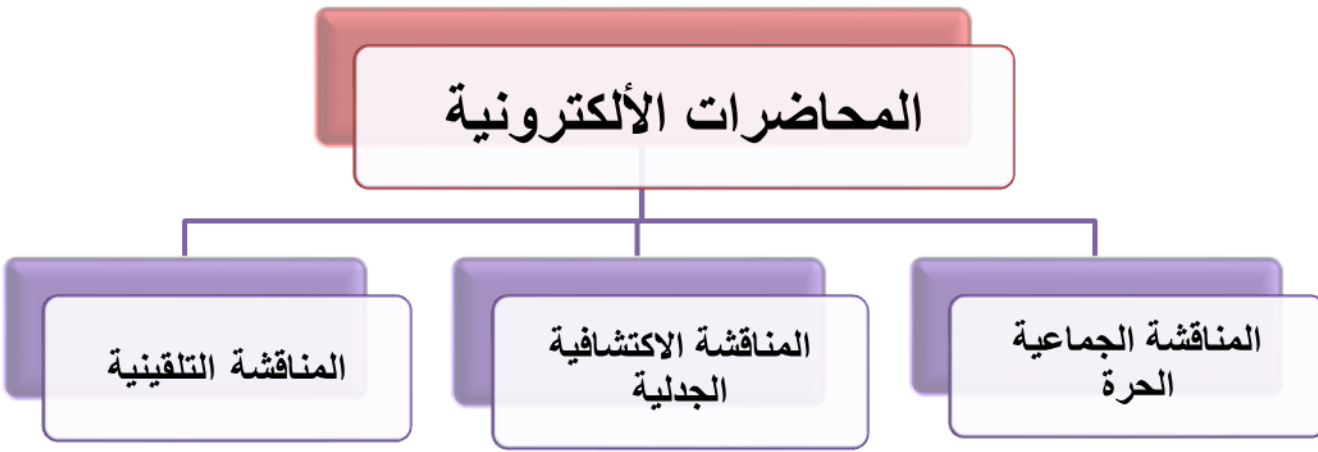 المحاضرات الألكترونية
المناقشة الجماعية
الحرة
المناقشة الاكتشافية
الجدلية
المناقشة التلقينية